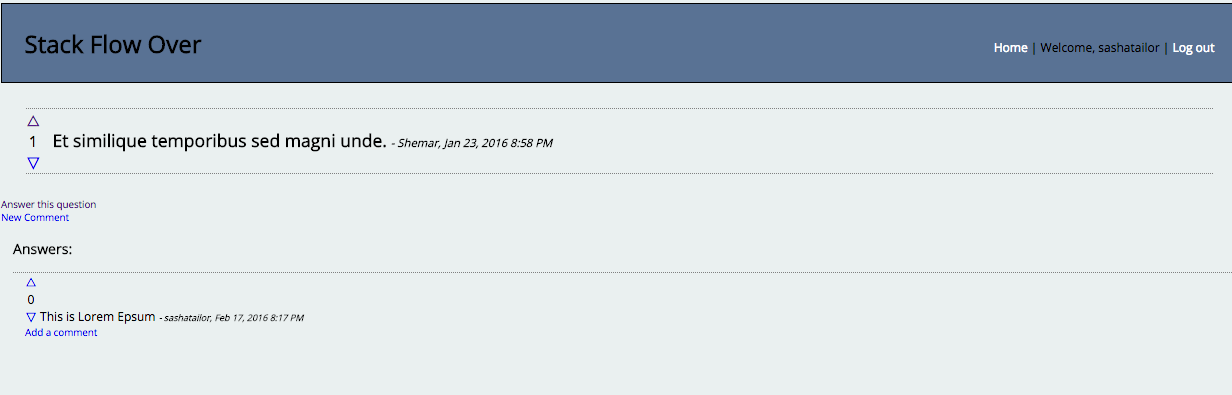 Stack Flow Over
Home | Welcome, sashatailor | Log out
1 Et similique temporibus sed magni unde. - Shemar, Jan 23, 2016 8:58 PM
Answer this question
New Comment
Answers:
0
This is Lorem Epsum - sashatailor, Feb 17, 2016 8:17 PM
Add a comment